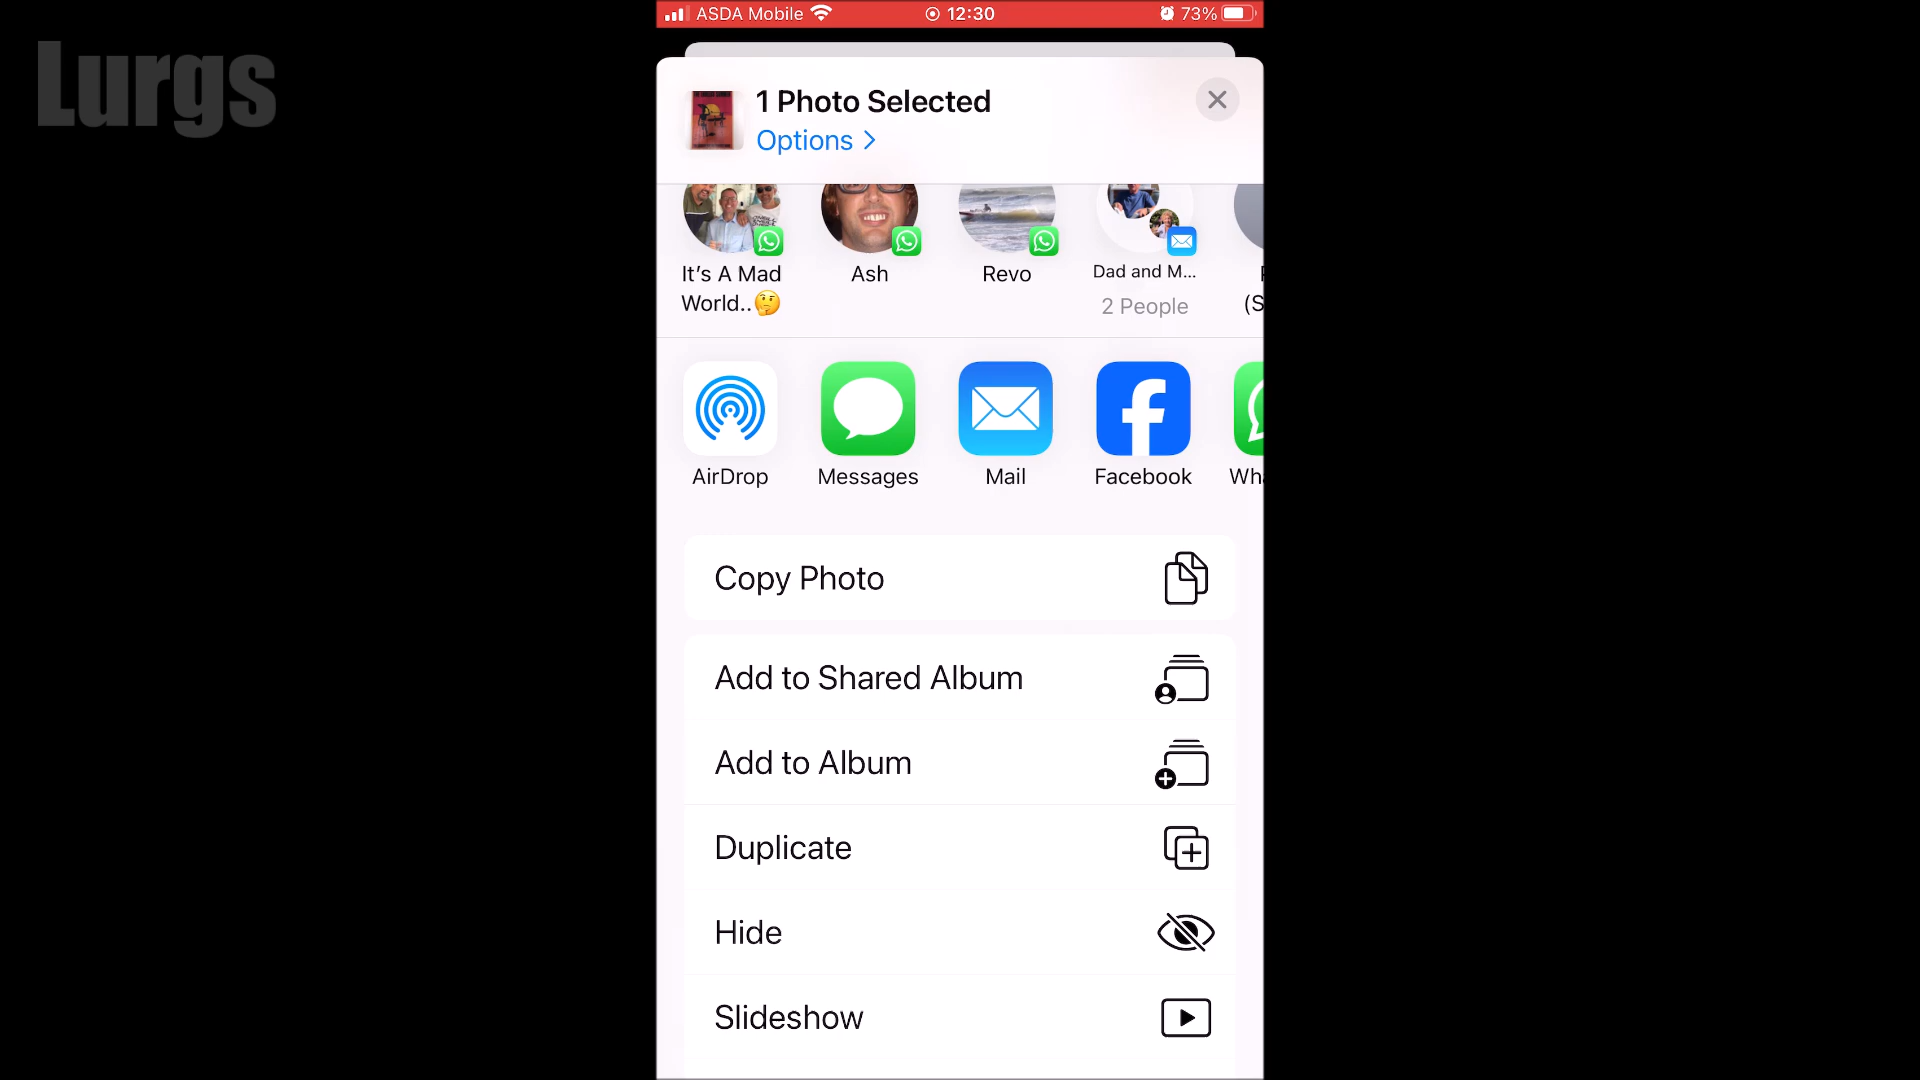 Lurgs
ASDA Mobile
12:30
73%
1 Photo Selected
Options
It's A Mad
World..🤔
Ash
Revo
Dad and M...
2 People
(S
AirDrop
Messages
Mail
Facebook
Wha
Copy Photo
Add to Shared Album
Add to Album
Duplicate
Hide
Slideshow